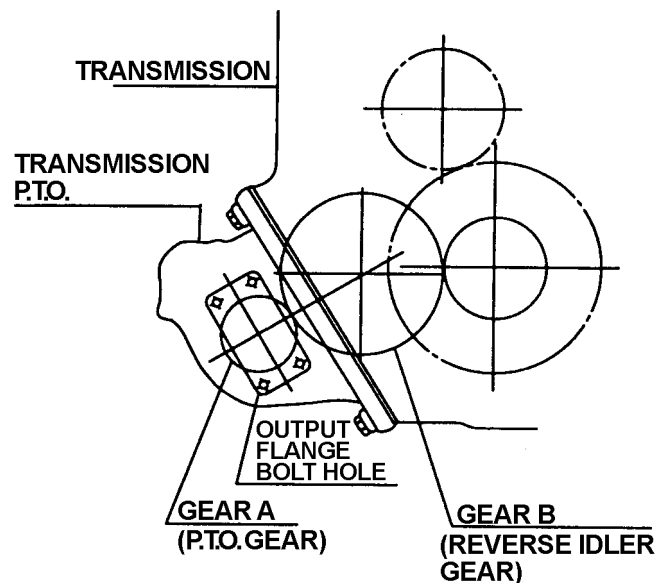 TRANSMISSION
TRANSMISSION
P.T.O.
OUTPUT
FLANGE
BOLT HOLE
GEAR A
(P.T.O. GEAR)
GEAR B
(REVERSE IDLER
GEAR)